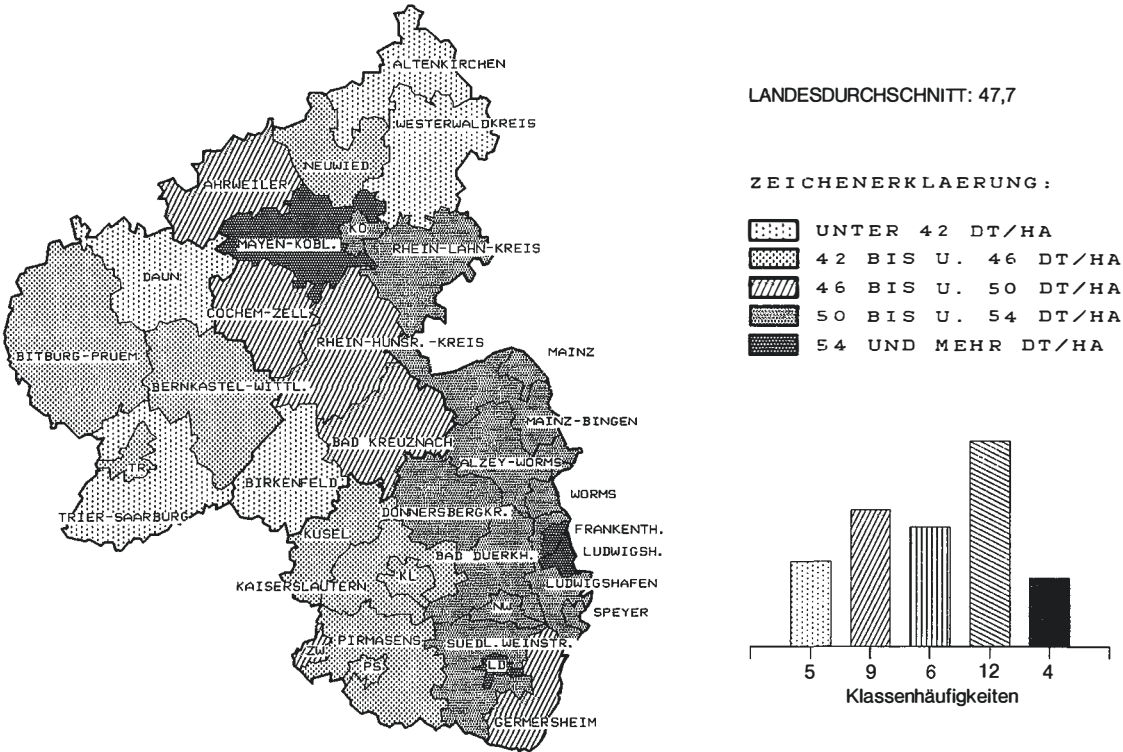 ALTENKIRCHEN
WESTERWALDKREIS
NEUWIED
AHRWEILER
KO
MAYEN-KOBL.
RHEIN-LAHN-KREIS
DAUN
COCHEM-ZELL
RHEIN-HUNSR.-KREIS
BITBURG-PRUEM
MAINZ
BERNKASTEL-WITTL.
MAINZ-BINGEN
BAD KREUZNACH
ALZEY-WORMS
TR
BIRKENFELD
WORMS
DONNERSBERGKR.
TRIER-SAARBURG
FRANKENTH.
KUSEL
LUDWIGSH.
BAD DUERKH.
KL
KAISERSLAUTERN
LUDWIGSHAFEN
NW
SPEYER
PIRMASENS
SUEDL.WEINSTR.
ZW
PS
LD
GERMERSHEIM
LANDESDURCHSCHNITT: 47,7
ZEICHENERKLAERUNG:
UNTER 42 DT/HA
42 BIS U. 46 DT/HA
46 BIS U. 50 DT/HA
50 BIS U. 54 DT/HA
54 UND MEHR DT/HA
5 9 6 12 4
Klassenhäufigkeiten